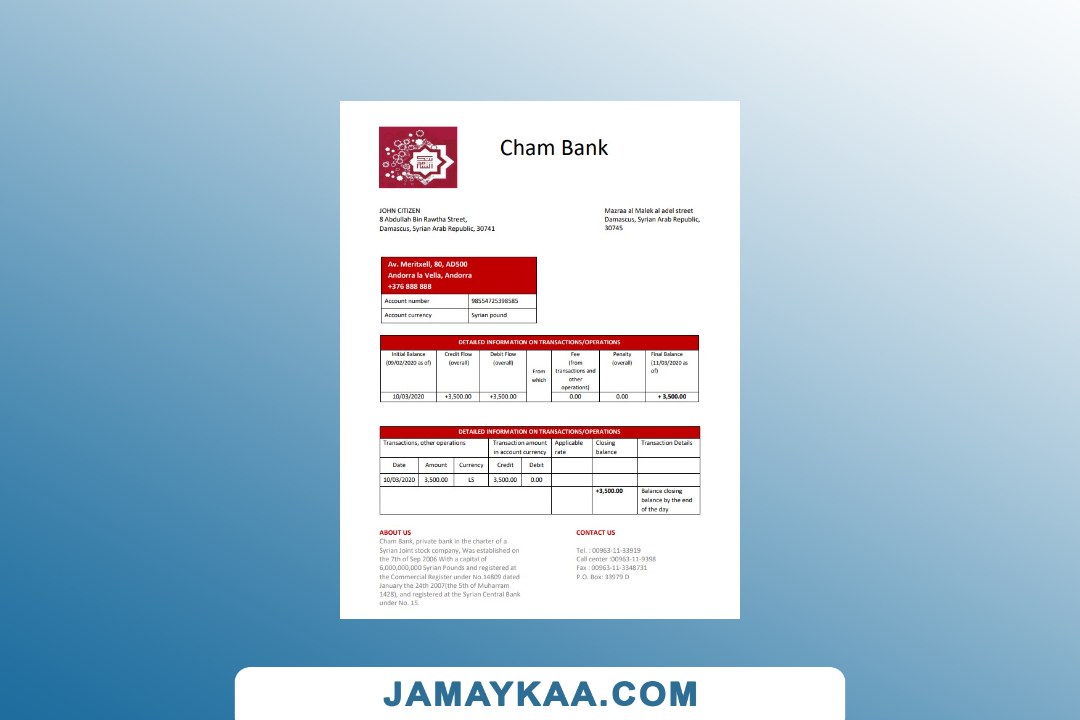 Cham Bank
JOHN CITIZEN
8 Abdullah Bin Rawtha Street,
Damascus, Syrian Arab Republic, 30741
Mazraa al Malek al adel street
Damascus, Syrian Arab Republic,
30745
Av. Meritxell, 80, AD500
Andorra la Vella, Andorra
+376 888 888
Account number 98554725398585
Account currency Syrian pound
DETAILED INFORMATION ON TRANSACTIONS/OPERATIONS
Initial Balance (09/02/2020 as of)
Credit Flow (overall)
Debit Flow (overall)
From which
Fee (from transactions and other operations)
Penalty (overall)
Final Balance (11/03/2020 as of)
10/03/2020 +3,500.00 +3,500.00 0.00 0.00 + 3,500.00
DETAILED INFORMATION ON TRANSACTIONS/OPERATIONS
Transactions, other operations
Transaction amount in account currency
Applicable rate
Closing balance
Transaction Details
Date Amount Currency Credit Debit
10/03/2020 3,500.00 LS 3,500.00 0.00
+3,500.00
Balance closing
balance by the end
of the day
ABOUT US
Cham Bank, private bank in the charter of a
Syrian Joint stock company, Was established on
the 7th of Sep 2006 With a capital of
6,000,000,000 Syrian Pounds and registered at
the Commercial Register under No 14809 dated
January the 24th 2007(the 5th of Muharram
1428), and registered at the Syrian Central Bank
under No. 15.
CONTACT US
Tel. : 00963-11-33919
Call center :00963-11-9398
Fax : 00963-11-3348731
P.O. Box: 33979 D
JAMAYKAA.COM